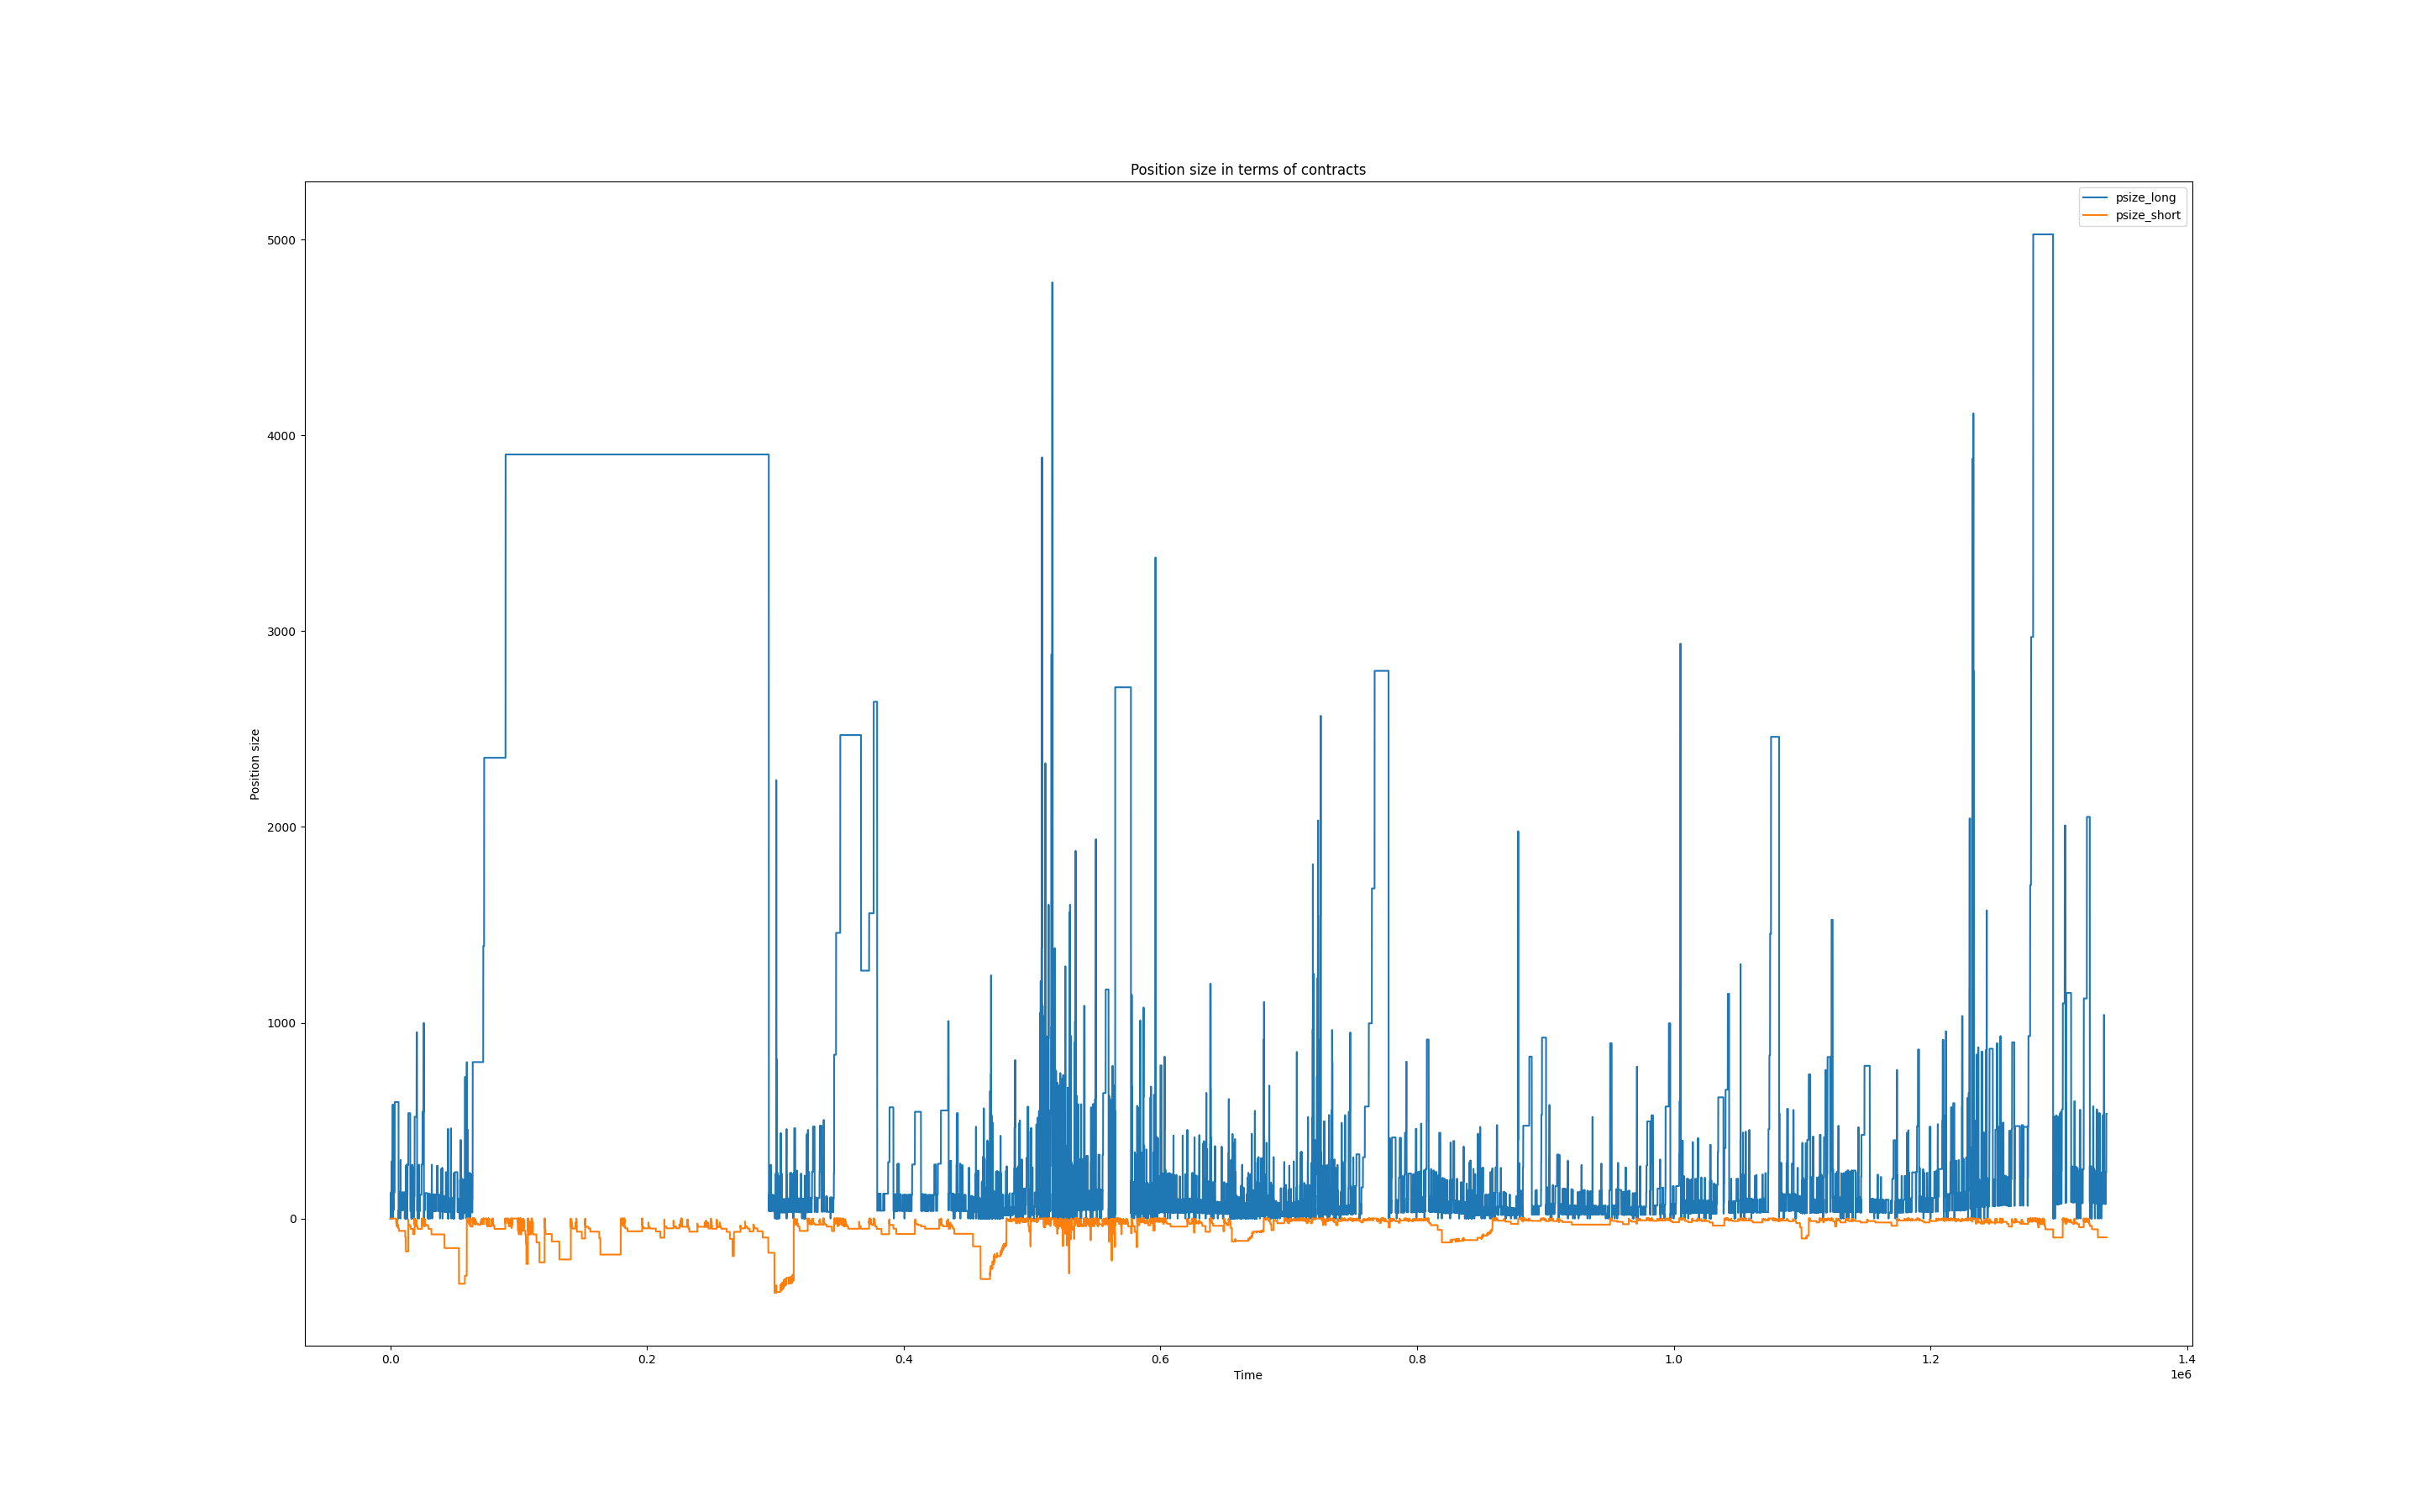 Position size in terms of contracts
psize_long
psize_short
5000
4000
3000
2000
1000
0
Position size
0.0
0.2
0.4
0.6
0.8
1.0
1.2
1.4
Time
1e6